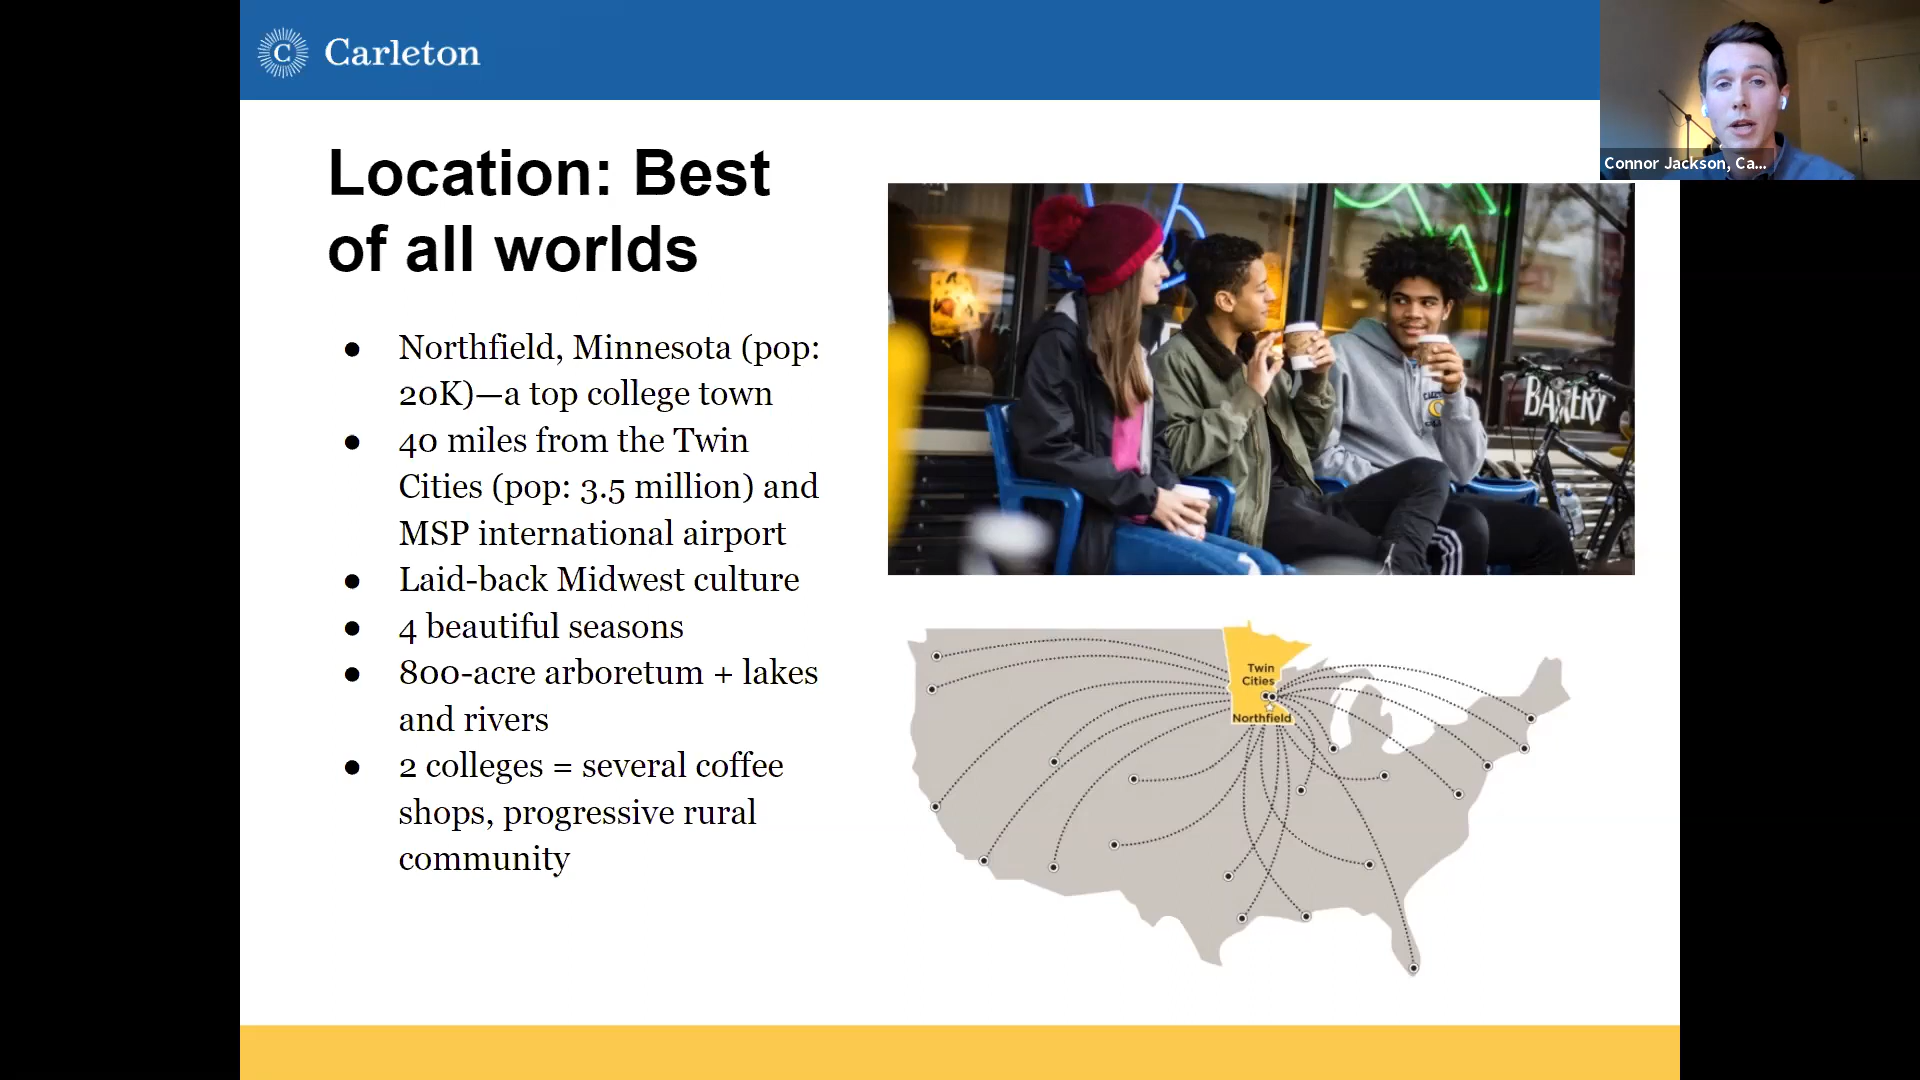 C
Carleton
Connor Jackson, Ca...
Location: Best
of all worlds
Northfield, Minnesota (pop:
20K)—a top college town
40 miles from the Twin
Cities (pop: 3.5 million) and
MSP international airport
Laid-back Midwest culture
4 beautiful seasons
800-acre arboretum + lakes
and rivers
2 colleges = several coffee
shops, progressive rural
community
BAKERY
Twin
Cities
Northfield